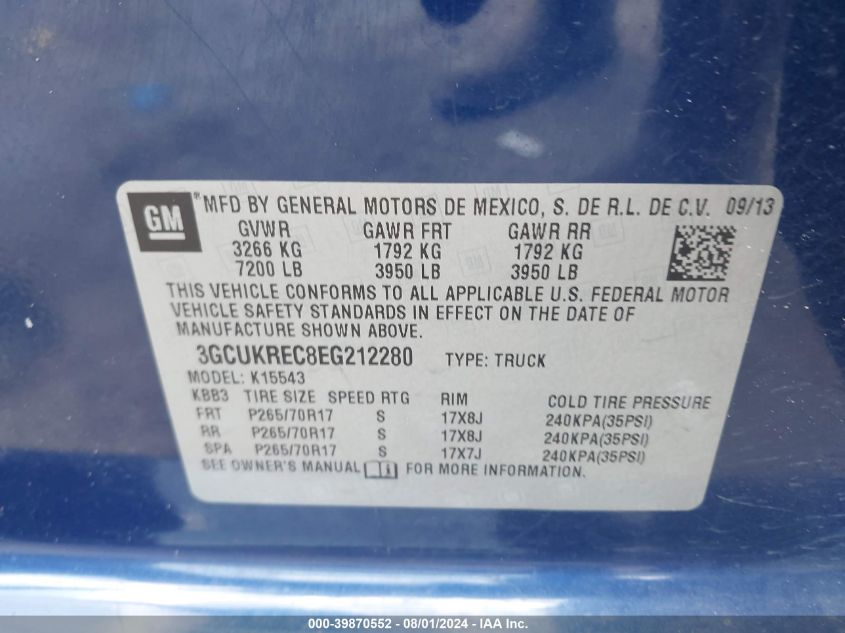 GM
® MFD BY GENERAL MOTORS DE MEXICO, S. DE R.L. DE C.V. 09/13
GVWR GAWR FRT GAWR RR
3266 KG 1792 KG 1792 KG
7200 LB 3950 LB 3950 LB
THIS VEHICLE CONFORMS TO ALL APPLICABLE U.S. FEDERAL MOTOR
VEHICLE SAFETY STANDARDS IN EFFECT ON THE DATE OF
MANUFACTURE SHOWN ABOVE.
3GCUKREC8EG212280 TYPE: TRUCK
MODEL: K15543
KBB3 TIRE SIZE SPEED RTG RIM COLD TIRE PRESSURE
FRT P265/70R17 S 17X8J 240KPA(35PSI)
RR P265/70R17 S 17X8J 240KPA(35PSI)
SPA P265/70R17 S 17X7J 240KPA(35PSI)
SEE OWNER'S MANUAL FOR MORE INFORMATION.
000-39870552 - 08/01/2024 - IAA Inc.